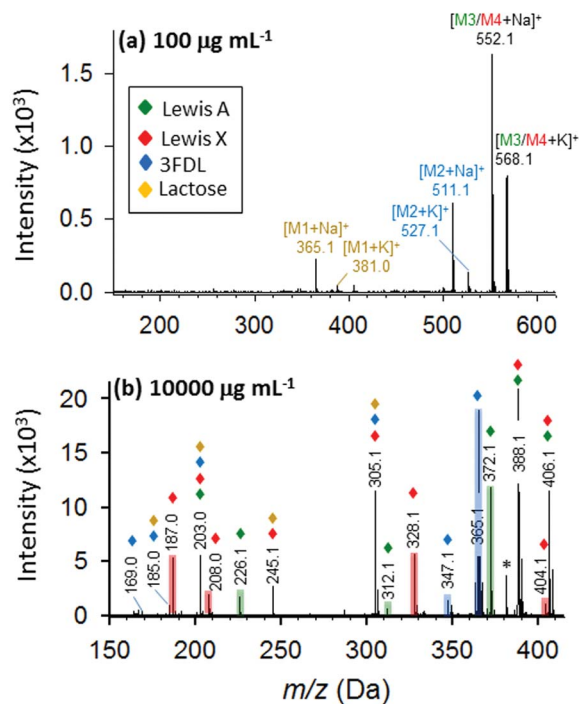 (a) 100 μg mL⁻¹
[M3/M4+Na]⁺
552.1
Lewis A
Lewis X
3FDL
Lactose
[M3/M4+K]⁺
568.1
[M2+Na]⁺
511.1
[M2+K]⁺
527.1
[M1+Na]⁺
365.1
[M1+K]⁺
381.0
Intensity (x10³)
1.5
1.0
0.5
0.0
200 300 400 500 600
(b) 10000 μg mL⁻¹
Intensity (x10³)
20
15
10
5
0
169.0
185.0
187.0
203.0
208.0
226.1
245.1
305.1
312.1
328.1
347.1
365.1
372.1
*
388.1
404.1
406.1
150 200 250 300 350 400
m/z (Da)